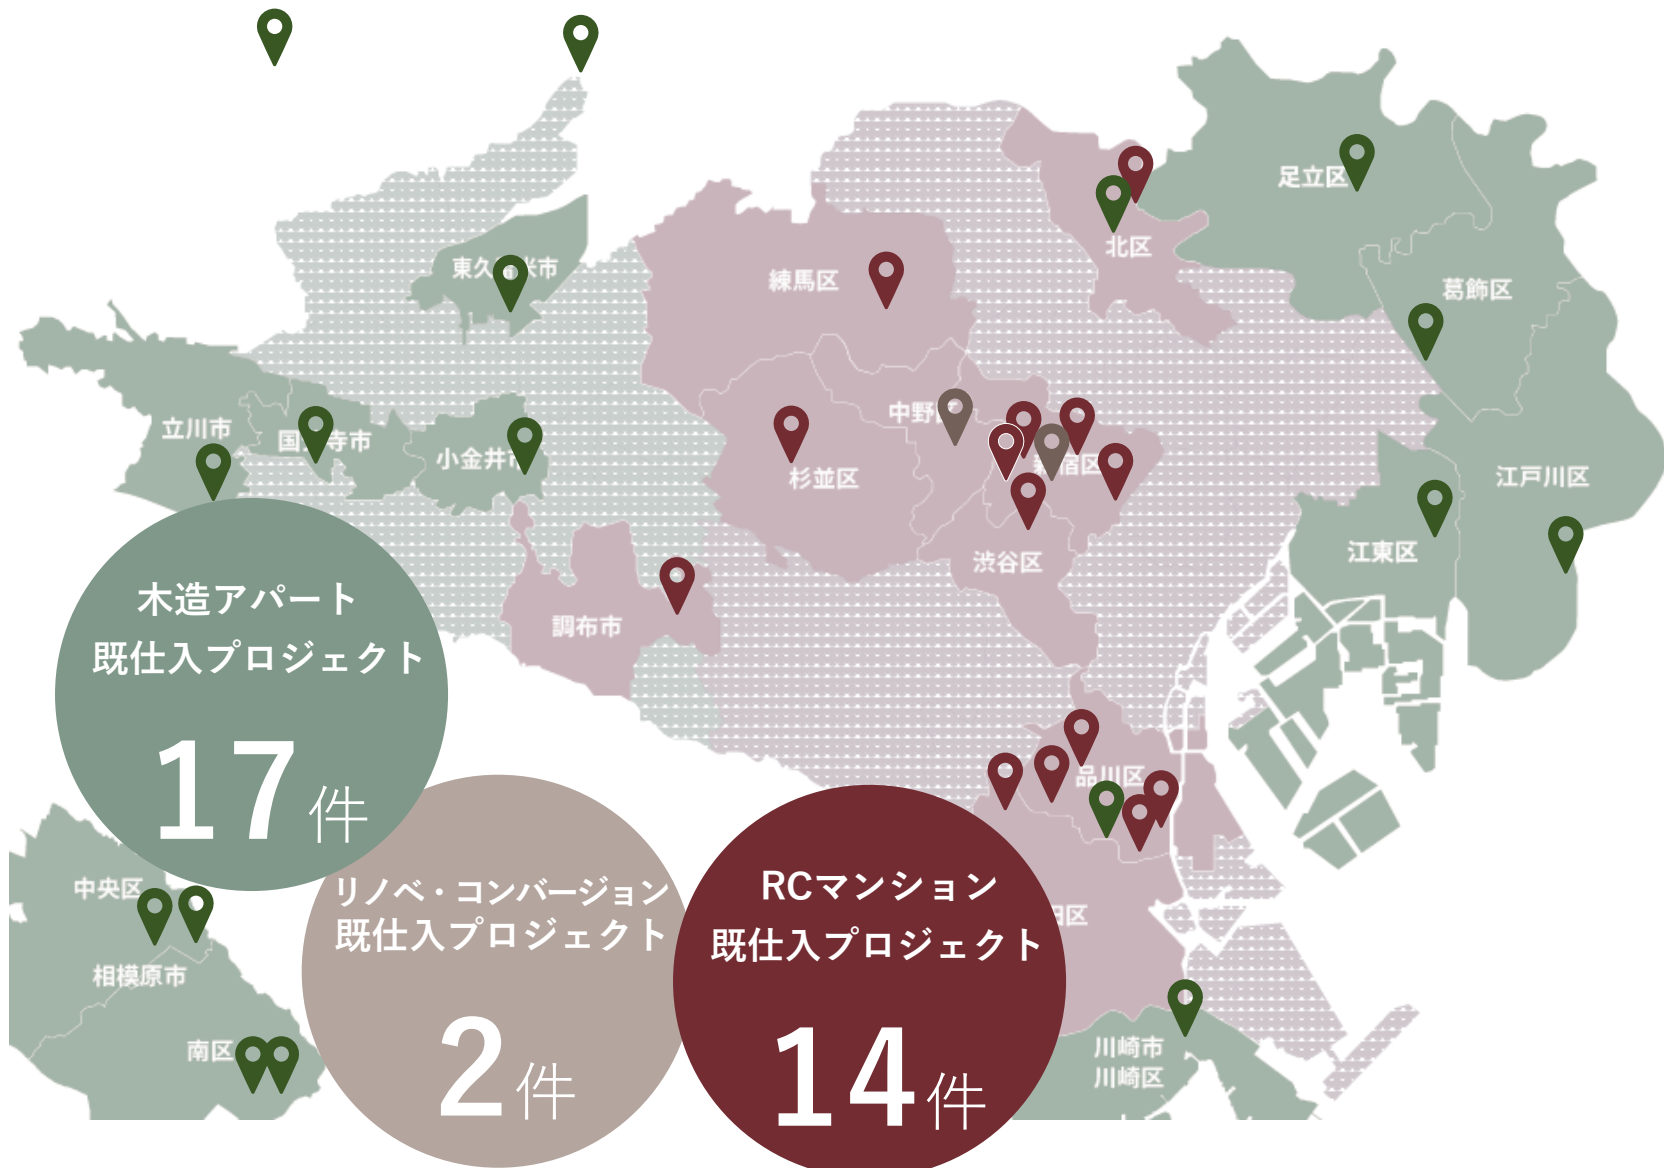 足立区
北区
東久留米市
練馬区
葛飾区
中野区
立川市
国分寺市
小金井市
杉並区
新宿区
江戸川区
江東区
渋谷区
調布市
木造アパート
既仕入プロジェクト
17件
品川区
中央区
リノベ・コンバージョン
既仕入プロジェクト
2件
RCマンション
既仕入プロジェクト
14件
田区
相模原市
南区
川崎市
川崎区